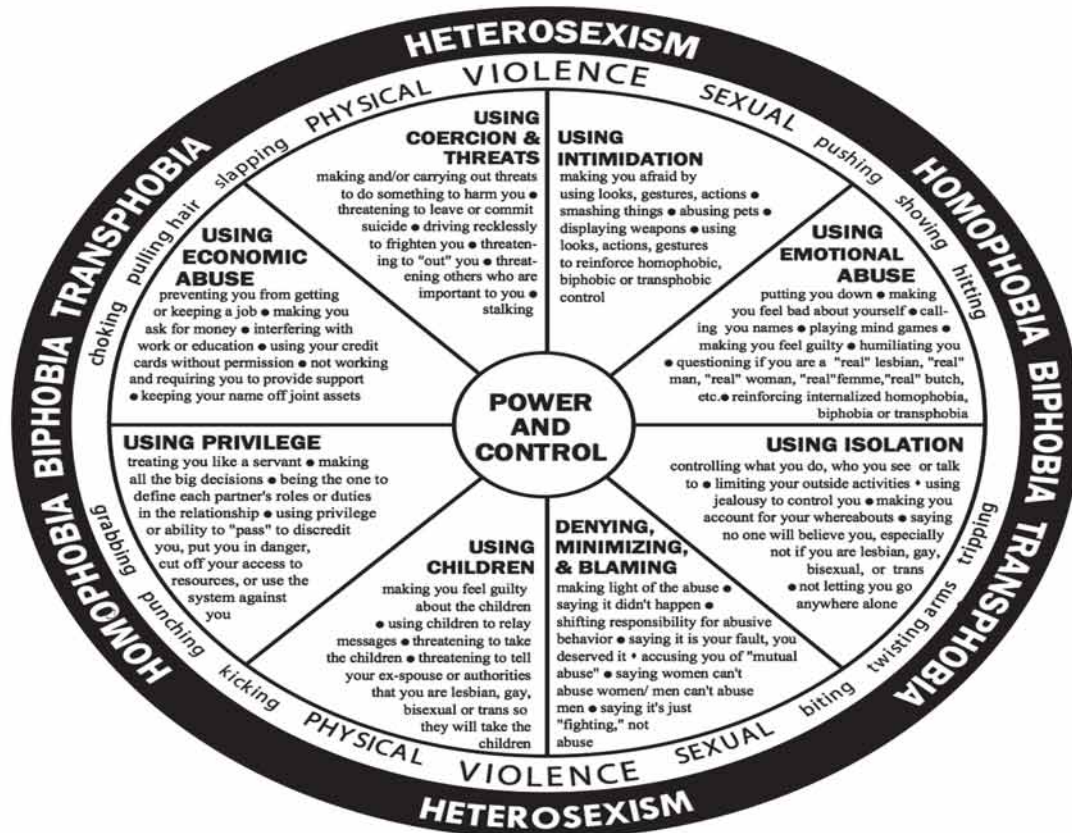 HETEROSEXISM
PHYSICAL VIOLENCE SEXUAL
HOMOPHOBIA BIPHOBIA TRANSPHOBIA
HOMOPHOBIA BIPHOBIA TRANSPHOBIA
choking pulling hair slapping
pushing shoving hitting
USING
COERCION &
THREATS
making and/or carrying out threats
to do something to harm you ●
threatening to leave or commit
suicide ● driving recklessly
to frighten you ● threaten-
ing to "out" you ● threat-
ening others who are
important to you ●
stalking
USING
INTIMIDATION
making you afraid by
using looks, gestures, actions ●
smashing things ● abusing pets ●
displaying weapons ● using
looks, actions, gestures
to reinforce homophobic,
biphobic or transphobic
control
USING
ECONOMIC
ABUSE
preventing you from getting
or keeping a job ● making you
ask for money ● interfering with
work or education ● using your credit
cards without permission ● not working
and requiring you to provide support
● keeping your name off joint assets
USING
EMOTIONAL
ABUSE
putting you down ● making
you feel bad about yourself ● call-
ing you names ● playing mind games ●
making you feel guilty ● humiliating you
● questioning if you are a "real" lesbian, "real"
man, "real" woman, "real"femme,"real" butch,
etc.● reinforcing internalized homophobia,
biphobia or transphobia
POWER
AND
CONTROL
USING PRIVILEGE
treating you like a servant ● making
all the big decisions ● being the one to
define each partner's roles or duties
in the relationship ● using privilege
or ability to "pass" to discredit
you, put you in danger,
cut off your access to
resources, or use the
system against
you
USING ISOLATION
controlling what you do, who you see or talk
to ● limiting your outside activities ♦ using
jealousy to control you ● making you
account for your whereabouts ● saying
no one will believe you, especially
not if you are lesbian, gay,
bisexual, or trans
● not letting you go
anywhere alone
USING
CHILDREN
making you feel guilty
about the children
● using children to relay
messages ● threatening to take
the children ● threatening to tell
your ex-spouse or authorities
that you are lesbian, gay,
bisexual or trans so
they will take the
children
DENYING,
MINIMIZING,
& BLAMING
making light of the abuse ●
saying it didn't happen ●
shifting responsibility for abusive
behavior ● saying it is your fault, you
deserved it ♦ accusing you of "mutual
abuse" ● saying women can't
abuse women/ men can't abuse
men ● saying it's just
"fighting," not
abuse
grabbing punching kicking
biting twisting arms tripping
PHYSICAL VIOLENCE SEXUAL
HETEROSEXISM